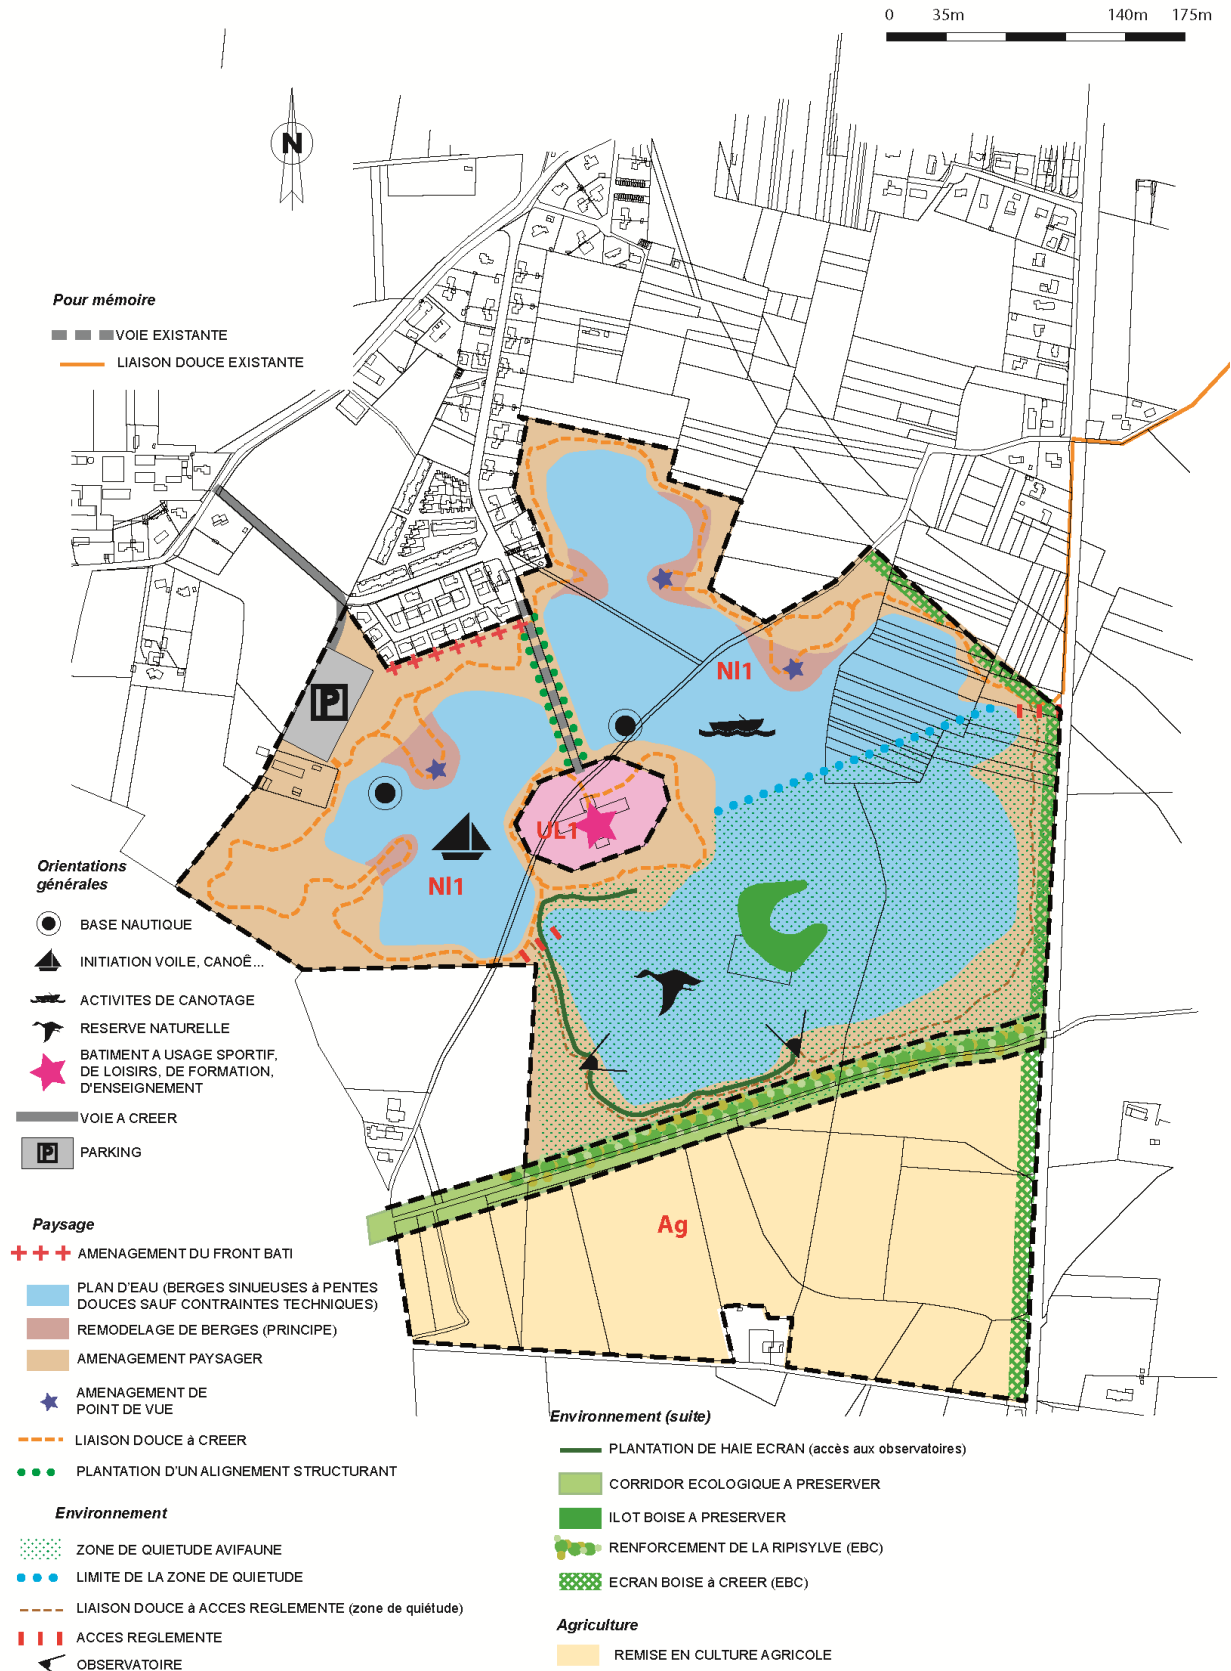 0 35m 140m 175m
N
Pour mémoire
VOIE EXISTANTE
LIAISON DOUCE EXISTANTE
P
Nl1
UL1
Nl1
Ag
Orientations
générales
BASE NAUTIQUE
INITIATION VOILE, CANOÊ...
ACTIVITES DE CANOTAGE
RESERVE NATURELLE
BATIMENT A USAGE SPORTIF,
DE LOISIRS, DE FORMATION,
D'ENSEIGNEMENT
VOIE A CREER
P PARKING
Paysage
AMENAGEMENT DU FRONT BATI
PLAN D'EAU (BERGES SINUEUSES à PENTES
DOUCES SAUF CONTRAINTES TECHNIQUES)
REMODELAGE DE BERGES (PRINCIPE)
AMENAGEMENT PAYSAGER
AMENAGEMENT DE
POINT DE VUE
LIAISON DOUCE à CREER
PLANTATION D'UN ALIGNEMENT STRUCTURANT
Environnement
ZONE DE QUIETUDE AVIFAUNE
LIMITE DE LA ZONE DE QUIETUDE
LIAISON DOUCE à ACCES REGLEMENTE (zone de quiétude)
ACCES REGLEMENTE
OBSERVATOIRE
Environnement (suite)
PLANTATION DE HAIE ECRAN (accès aux observatoires)
CORRIDOR ECOLOGIQUE A PRESERVER
ILOT BOISE A PRESERVER
RENFORCEMENT DE LA RIPISYLVE (EBC)
ECRAN BOISE à CREER (EBC)
Agriculture
REMISE EN CULTURE AGRICOLE